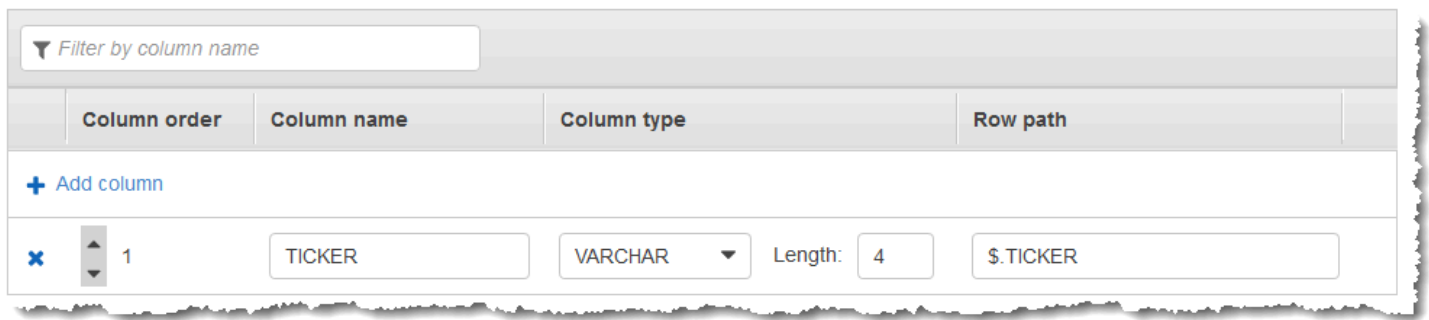 Filter by column name
Column order Column name Column type Row path
Add column
1 TICKER VARCHAR Length: 4 $.TICKER